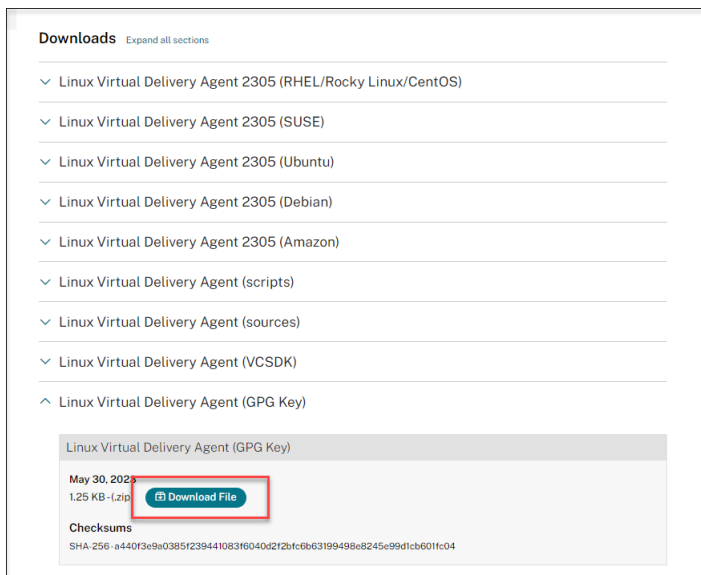 Downloads Expand all sections
Linux Virtual Delivery Agent 2305 (RHEL/Rocky Linux/CentOS)
Linux Virtual Delivery Agent 2305 (SUSE)
Linux Virtual Delivery Agent 2305 (Ubuntu)
Linux Virtual Delivery Agent 2305 (Debian)
Linux Virtual Delivery Agent 2305 (Amazon)
Linux Virtual Delivery Agent (scripts)
Linux Virtual Delivery Agent (sources)
Linux Virtual Delivery Agent (VCSDK)
Linux Virtual Delivery Agent (GPG Key)
Linux Virtual Delivery Agent (GPG Key)
May 30, 2023
1.25 KB - (.zip) Download File
Checksums
SHA-256 - a440f3e9a0385f239441083f6040d2f2bfc6b63199498e8245e99d1cb601fc04